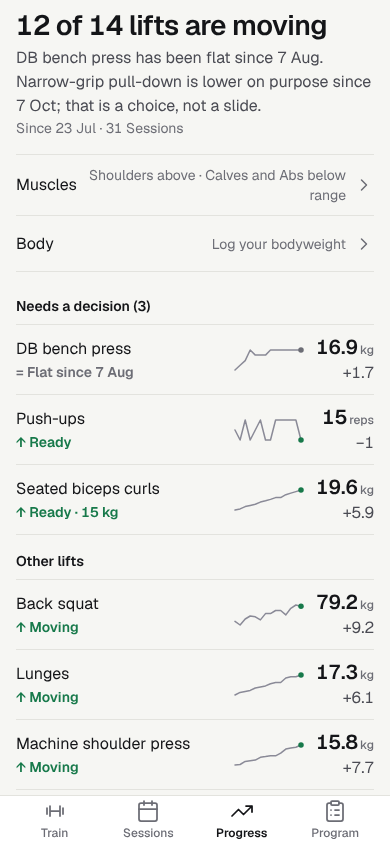 12 of 14 lifts are moving
DB bench press has been flat since 7 Aug.
Narrow-grip pull-down is lower on purpose since
7 Oct; that is a choice, not a slide.
Since 23 Jul · 31 Sessions
Muscles
Shoulders above · Calves and Abs below
range
Body
Log your bodyweight
Needs a decision (3)
DB bench press
16.9 kg
= Flat since 7 Aug
+1.7
Push-ups
15 reps
↑ Ready
−1
Seated biceps curls
19.6 kg
↑ Ready · 15 kg
+5.9
Other lifts
Back squat
79.2 kg
↑ Moving
+9.2
Lunges
17.3 kg
↑ Moving
+6.1
Machine shoulder press
15.8 kg
↑ Moving
+7.7
Train
Sessions
Progress
Program